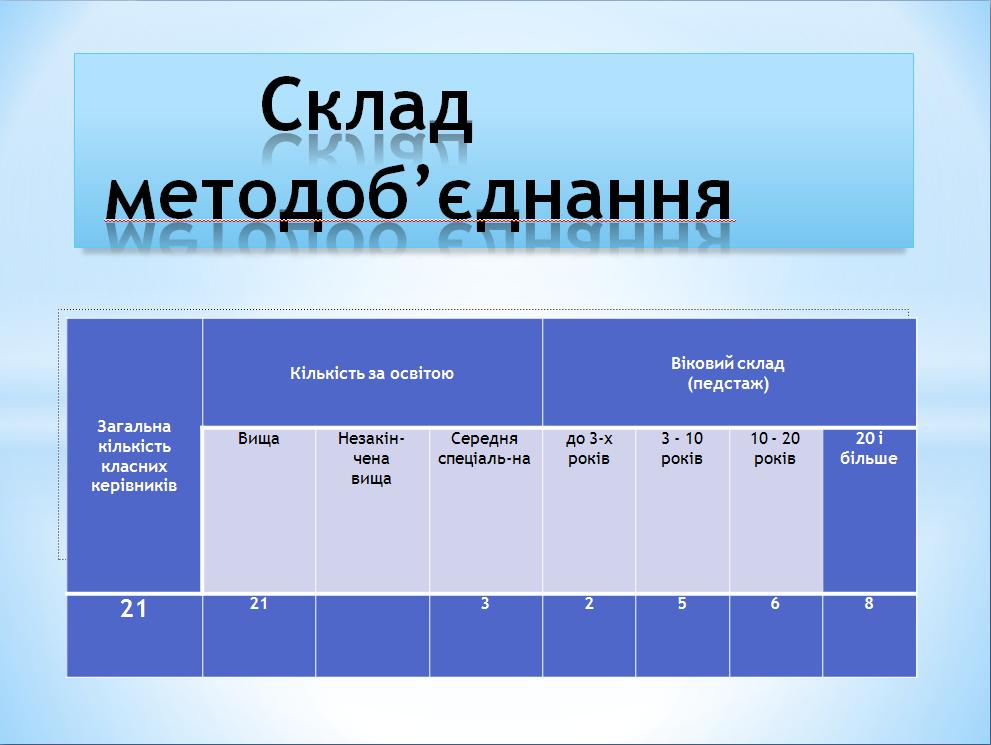 Склад
методоб’єднання
Загальна
кількість
класних
керівників
Кількість за освітою
Віковий склад
(педстаж)
Вища
Незакін-
чена
вища
Середня
спеціаль-на
до 3-х
років
3 - 10
років
10 - 20
років
20 і
більше
21
21
3
2
5
6
8